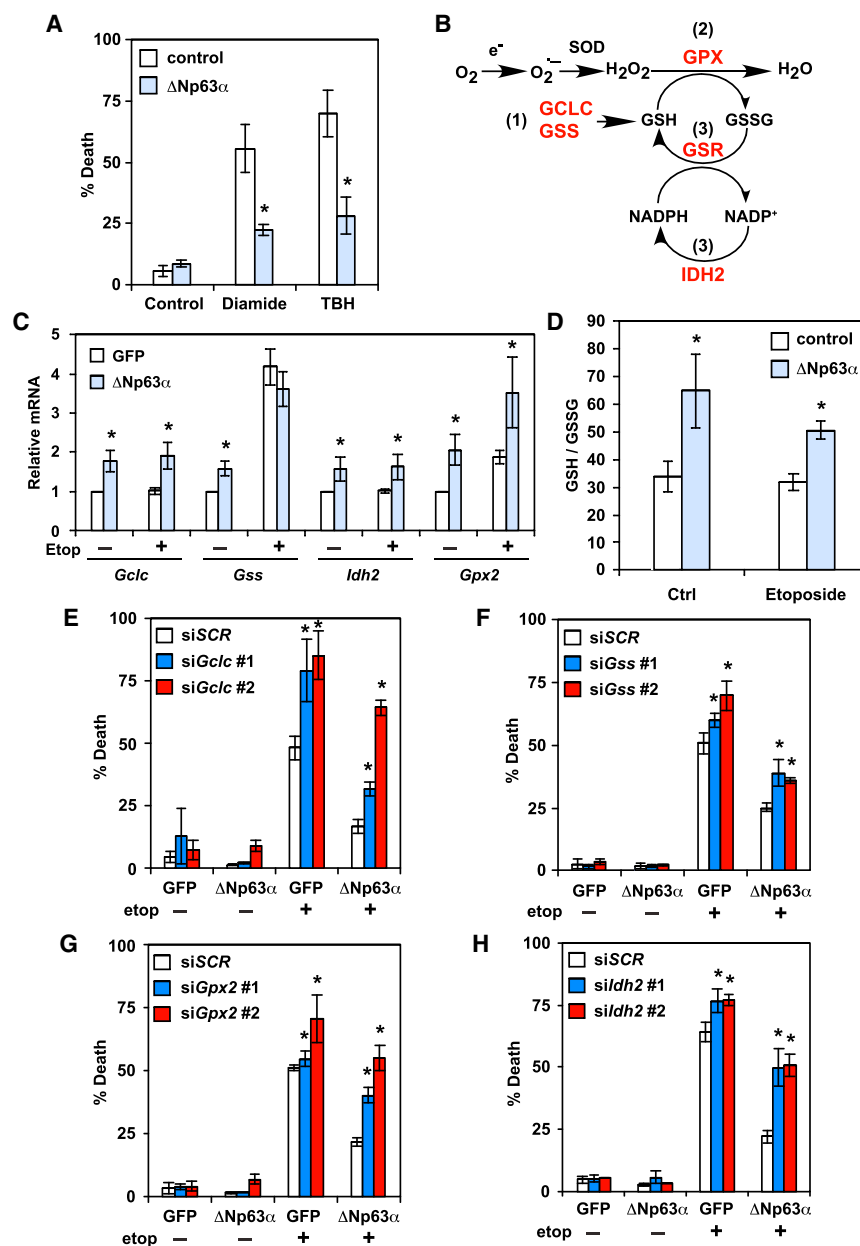 A
% Death
100
75
50
25
0
control
ΔNp63α
*
*
Control Diamide TBH
B
(2)
e⁻ SOD GPX
O₂ O₂·⁻ H₂O₂ H₂O
(1) GCLC
GSS
GSH (3) GSSG
GSR
NADPH NADP⁺
(3)
IDH2
C
Relative mRNA
5
4
3
2
1
0
GFP
ΔNp63α
* * * * * * *
Etop − + − + − + − +
Gclc Gss Idh2 Gpx2
D
GSH / GSSG
90
80
70
60
50
40
30
20
10
0
control
ΔNp63α
* *
Ctrl Etoposide
E
% Death
100
75
50
25
0
siSCR
siGclc #1
siGclc #2
* * * *
GFP ΔNp63α GFP ΔNp63α
etop − − + +
F
% Death
100
75
50
25
0
siSCR
siGss #1
siGss #2
* * * *
GFP ΔNp63α GFP ΔNp63α
etop − − + +
G
% Death
100
75
50
25
0
siSCR
siGpx2 #1
siGpx2 #2
* * * *
GFP ΔNp63α GFP ΔNp63α
etop − − + +
H
% Death
100
75
50
25
0
siSCR
siIdh2 #1
siIdh2 #2
* * * *
GFP ΔNp63α GFP ΔNp63α
etop − − + +